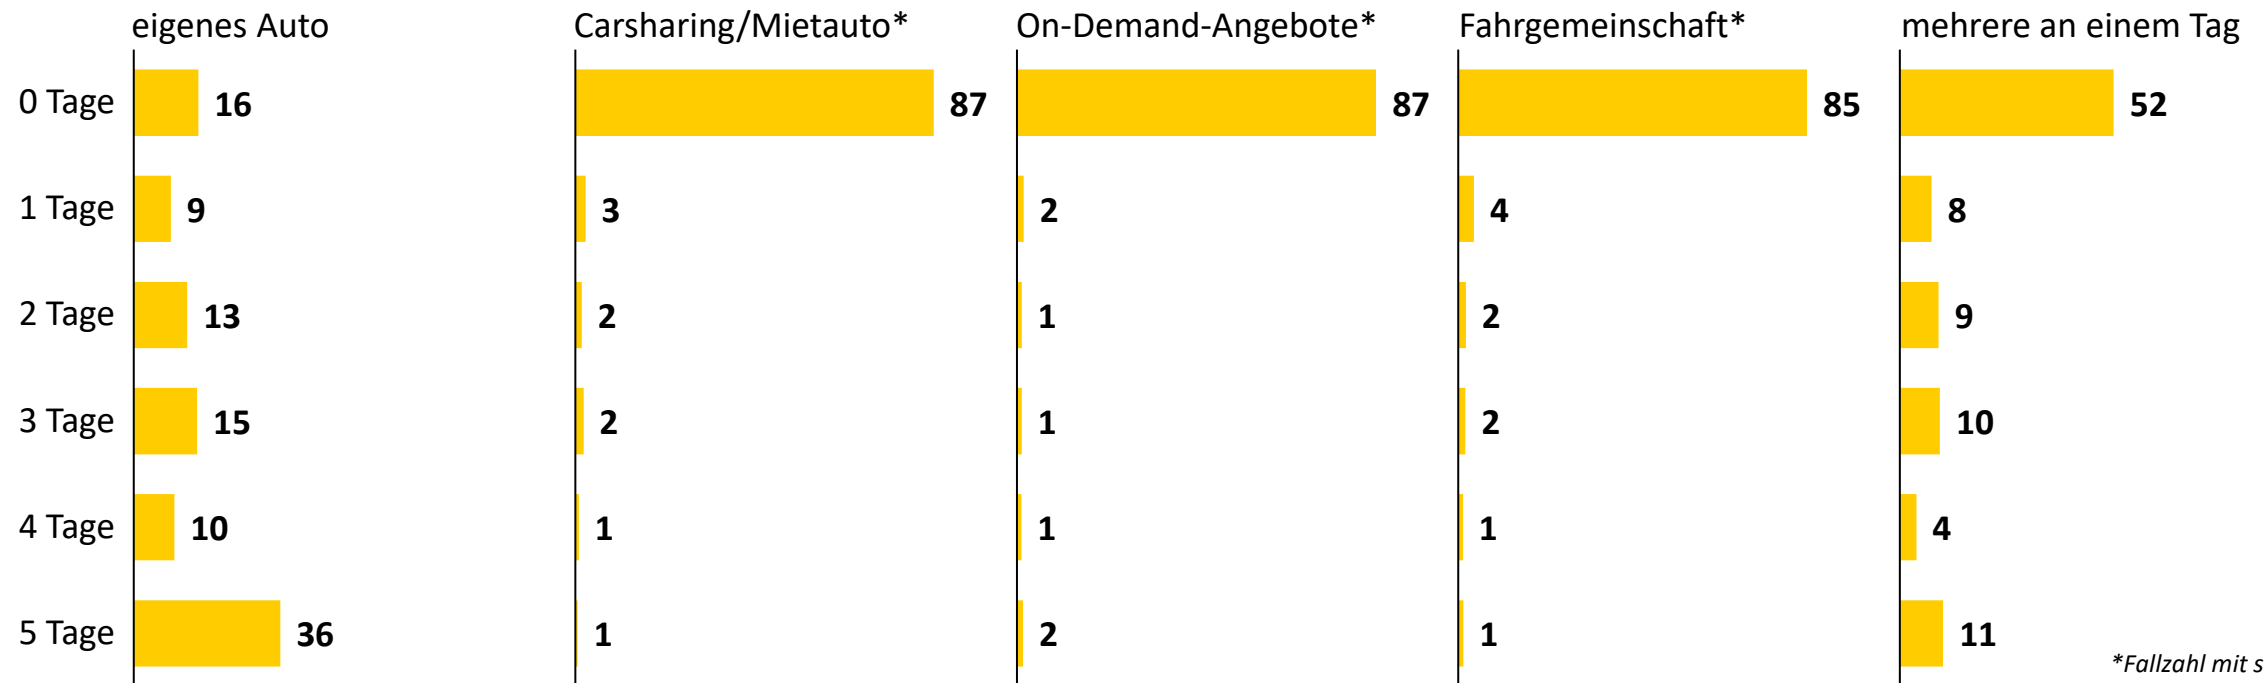 eigenes Auto Carsharing/Mietauto* On-Demand-Angebote* Fahrgemeinschaft* mehrere an einem Tag
0 Tage 16 87 87 85 52
1 Tage 9 3 2 4 8
2 Tage 13 2 1 2 9
3 Tage 15 2 1 2 10
4 Tage 10 1 1 1 4
5 Tage 36 1 2 1 11
*Fallzahl mit s